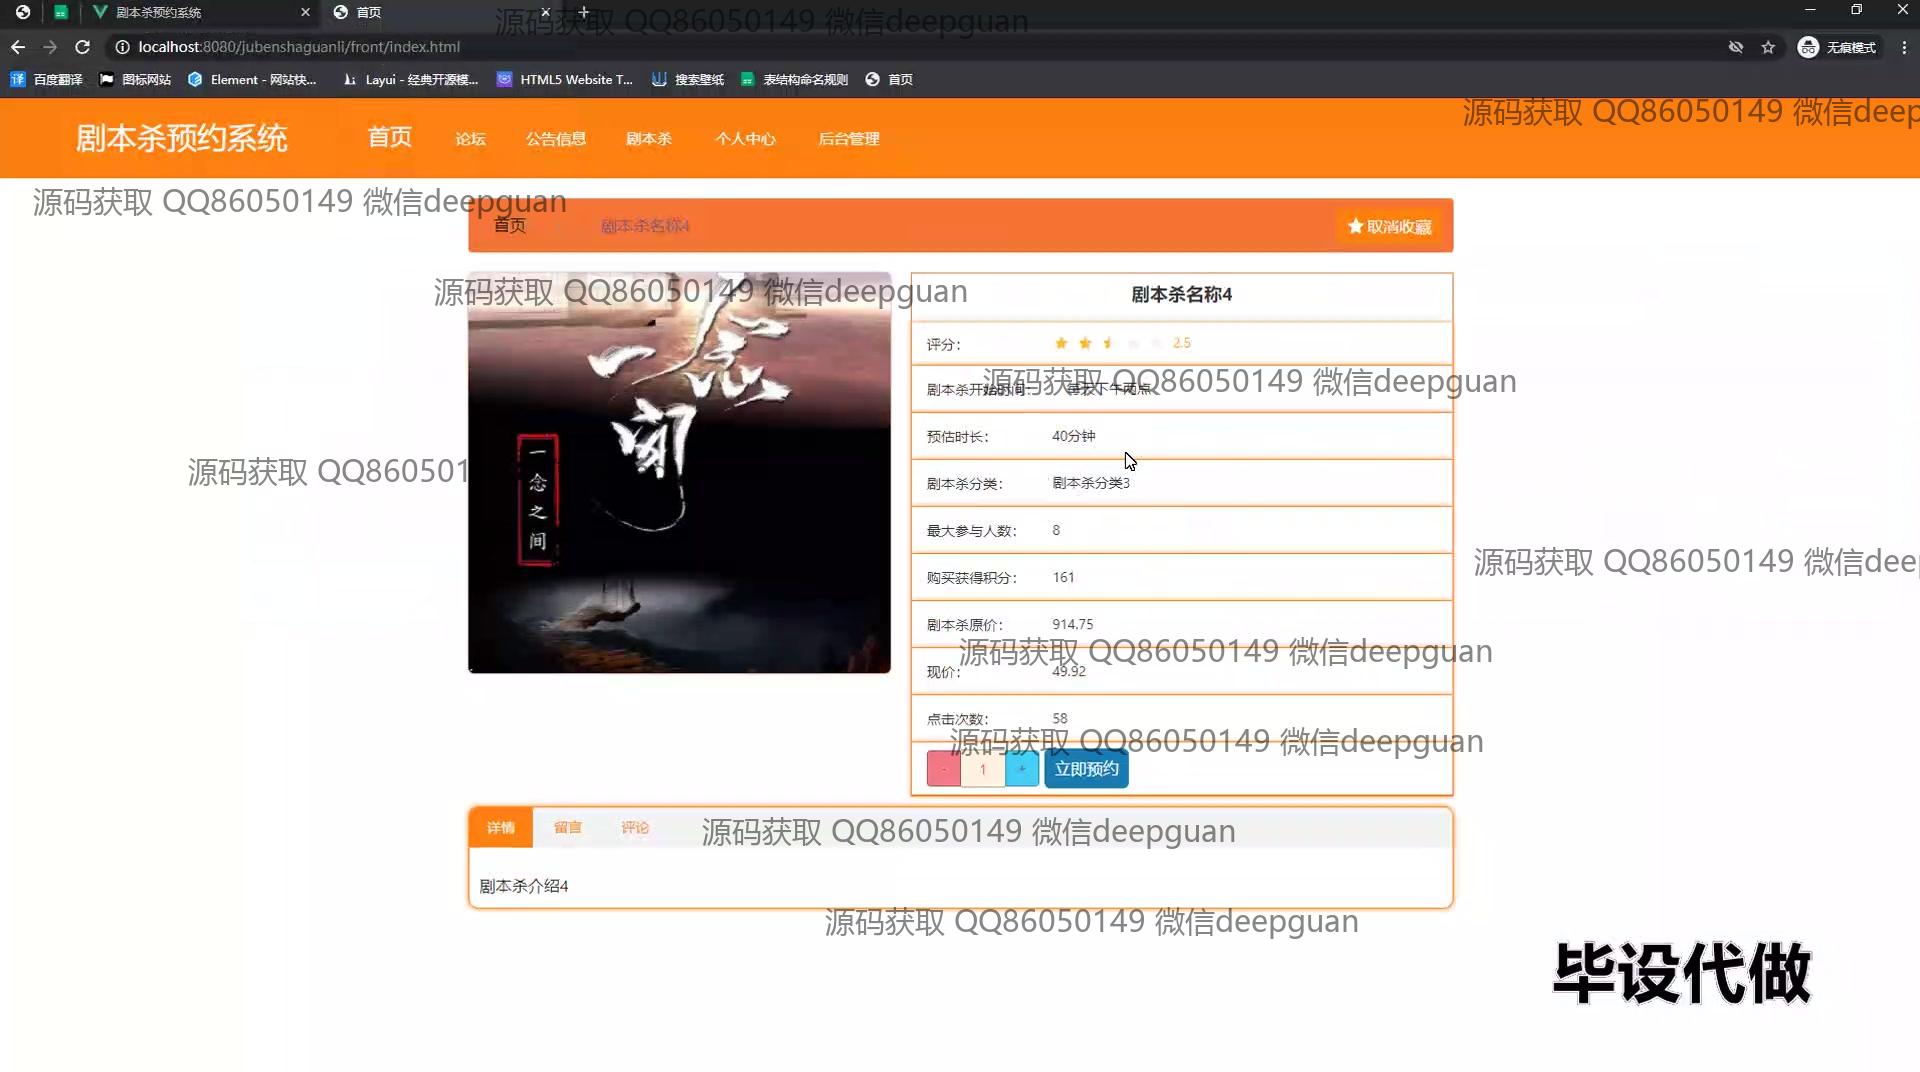 剧本杀预约系统
首页
localhost:8080/jubenshaguanli/front/index.html
无痕模式
百度翻译
图标网站
Element - 网站快...
Layui - 经典开源模...
HTML5 Website T...
搜索壁纸
表结构命名规则
首页
剧本杀预约系统
首页
论坛
公告信息
剧本杀
个人中心
后台管理
首页
剧本杀名称4
取消收藏
一念间
一念之间
剧本杀名称4
评分：
2.5
剧本杀开始时间：
每天下午两点
预估时长：
40分钟
剧本杀分类：
剧本杀分类3
最大参与人数：
8
购买获得积分：
161
剧本杀原价：
914.75
现价：
49.92
点击次数：
58
-
1
+
立即预约
详情
留言
评论
剧本杀介绍4
源码获取 QQ86050149 微信deepguan
源码获取 QQ86050149 微信deep
源码获取 QQ86050149 微信deepguan
源码获取 QQ86050149 微信deepguan
源码获取 QQ86050149 微信deepguan
源码获取 QQ860501
源码获取 QQ86050149 微信deep
源码获取 QQ86050149 微信deepguan
源码获取 QQ86050149 微信deepguan
源码获取 QQ86050149 微信deepguan
源码获取 QQ86050149 微信deepguan
毕设代做